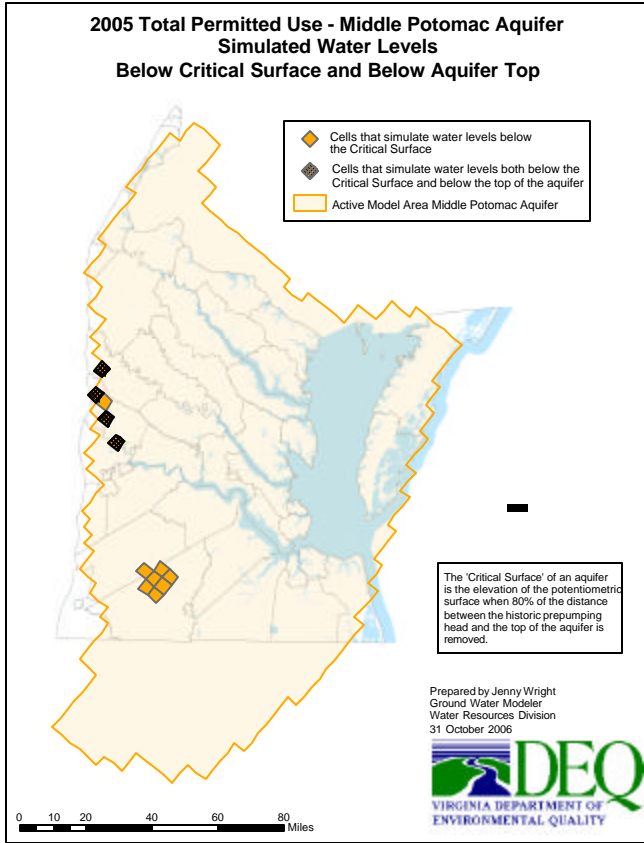 2005 Total Permitted Use - Middle Potomac Aquifer
Simulated Water Levels
Below Critical Surface and Below Aquifer Top
Cells that simulate water levels below
the Critical Surface
Cells that simulate water levels both below the
Critical Surface and below the top of the aquifer
Active Model Area Middle Potomac Aquifer
The 'Critical Surface' of an aquifer
is the elevation of the potentiometric
surface when 80% of the distance
between the historic prepumping
head and the top of the aquifer is
removed.
Prepared by Jenny Wright
Ground Water Modeler
Water Resources Division
31 October 2006
DEQ
VIRGINIA DEPARTMENT OF
ENVIRONMENTAL QUALITY
0 10 20 40 60 80
Miles